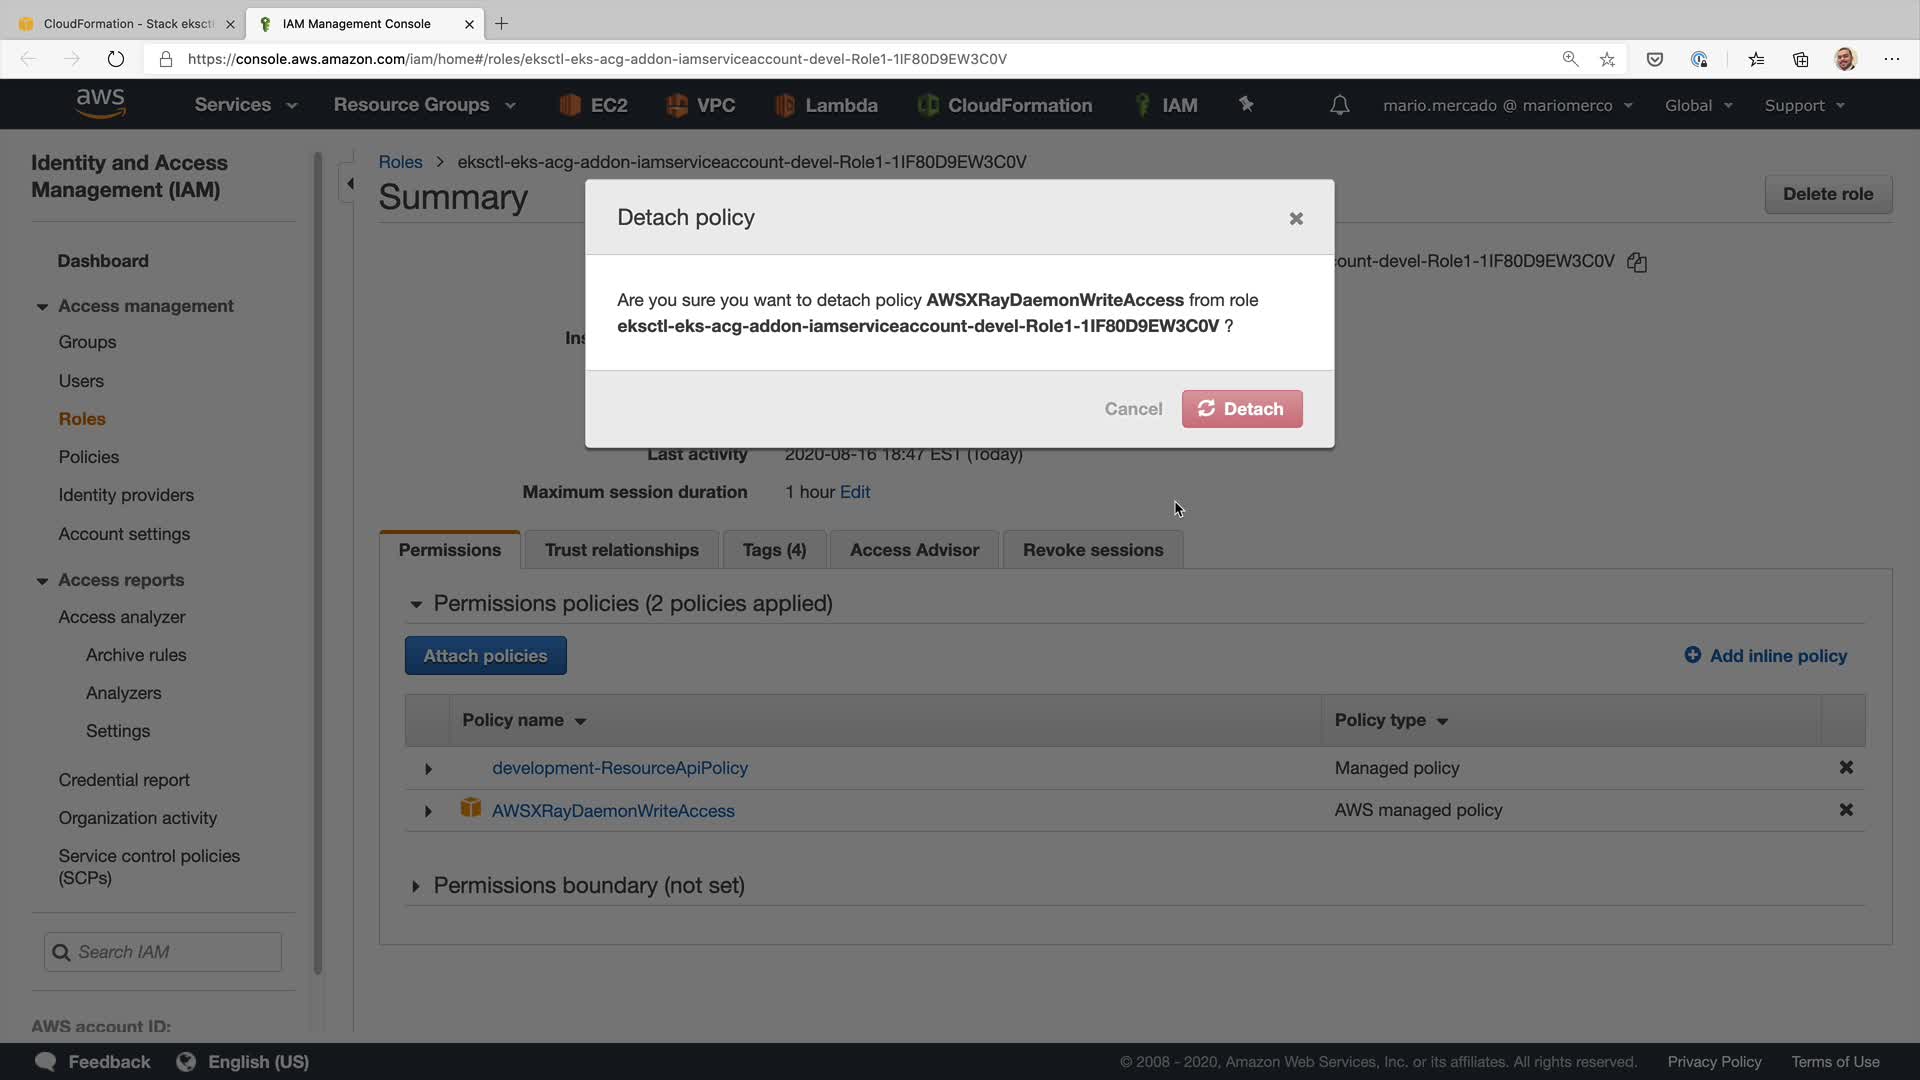 CloudFormation - Stack eksct
IAM Management Console
https://console.aws.amazon.com/iam/home#/roles/eksctl-eks-acg-addon-iamserviceaccount-devel-Role1-1IF80D9EW3C0V
aws
Services
Resource Groups
EC2
VPC
Lambda
CloudFormation
IAM
mario.mercado @ mariomerco
Global
Support
Identity and Access
Management (IAM)
Dashboard
Access management
Groups
Users
Roles
Policies
Identity providers
Account settings
Access reports
Access analyzer
Archive rules
Analyzers
Settings
Credential report
Organization activity
Service control policies
(SCPs)
Search IAM
AWS account ID:
Roles > eksctl-eks-acg-addon-iamserviceaccount-devel-Role1-1IF80D9EW3C0V
Summary
Delete role
ount-devel-Role1-1IF80D9EW3C0V
Ins
Detach policy
Are you sure you want to detach policy AWSXRayDaemonWriteAccess from role
eksctl-eks-acg-addon-iamserviceaccount-devel-Role1-1IF80D9EW3C0V ?
Cancel
Detach
Last activity 2020-08-16 18:47 EST (Today)
Maximum session duration 1 hour Edit
Permissions
Trust relationships
Tags (4)
Access Advisor
Revoke sessions
Permissions policies (2 policies applied)
Attach policies
Add inline policy
Policy name
Policy type
development-ResourceApiPolicy
Managed policy
AWSXRayDaemonWriteAccess
AWS managed policy
Permissions boundary (not set)
Feedback
English (US)
© 2008 - 2020, Amazon Web Services, Inc. or its affiliates. All rights reserved.
Privacy Policy
Terms of Use